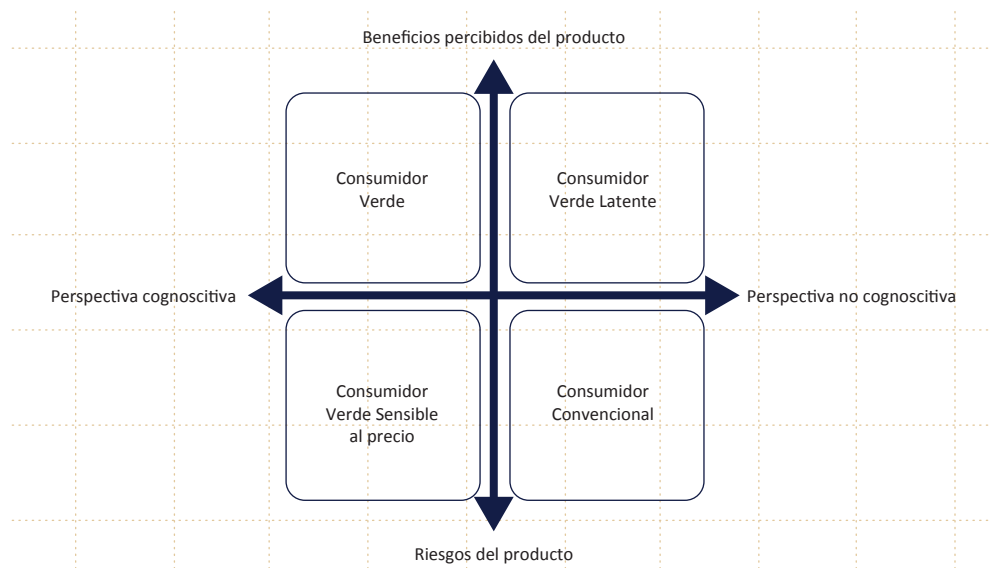 Beneficios percibidos del producto
Consumidor
Verde
Consumidor
Verde Latente
Perspectiva cognoscitiva
Perspectiva no cognoscitiva
Consumidor
Verde Sensible
al precio
Consumidor
Convencional
Riesgos del producto